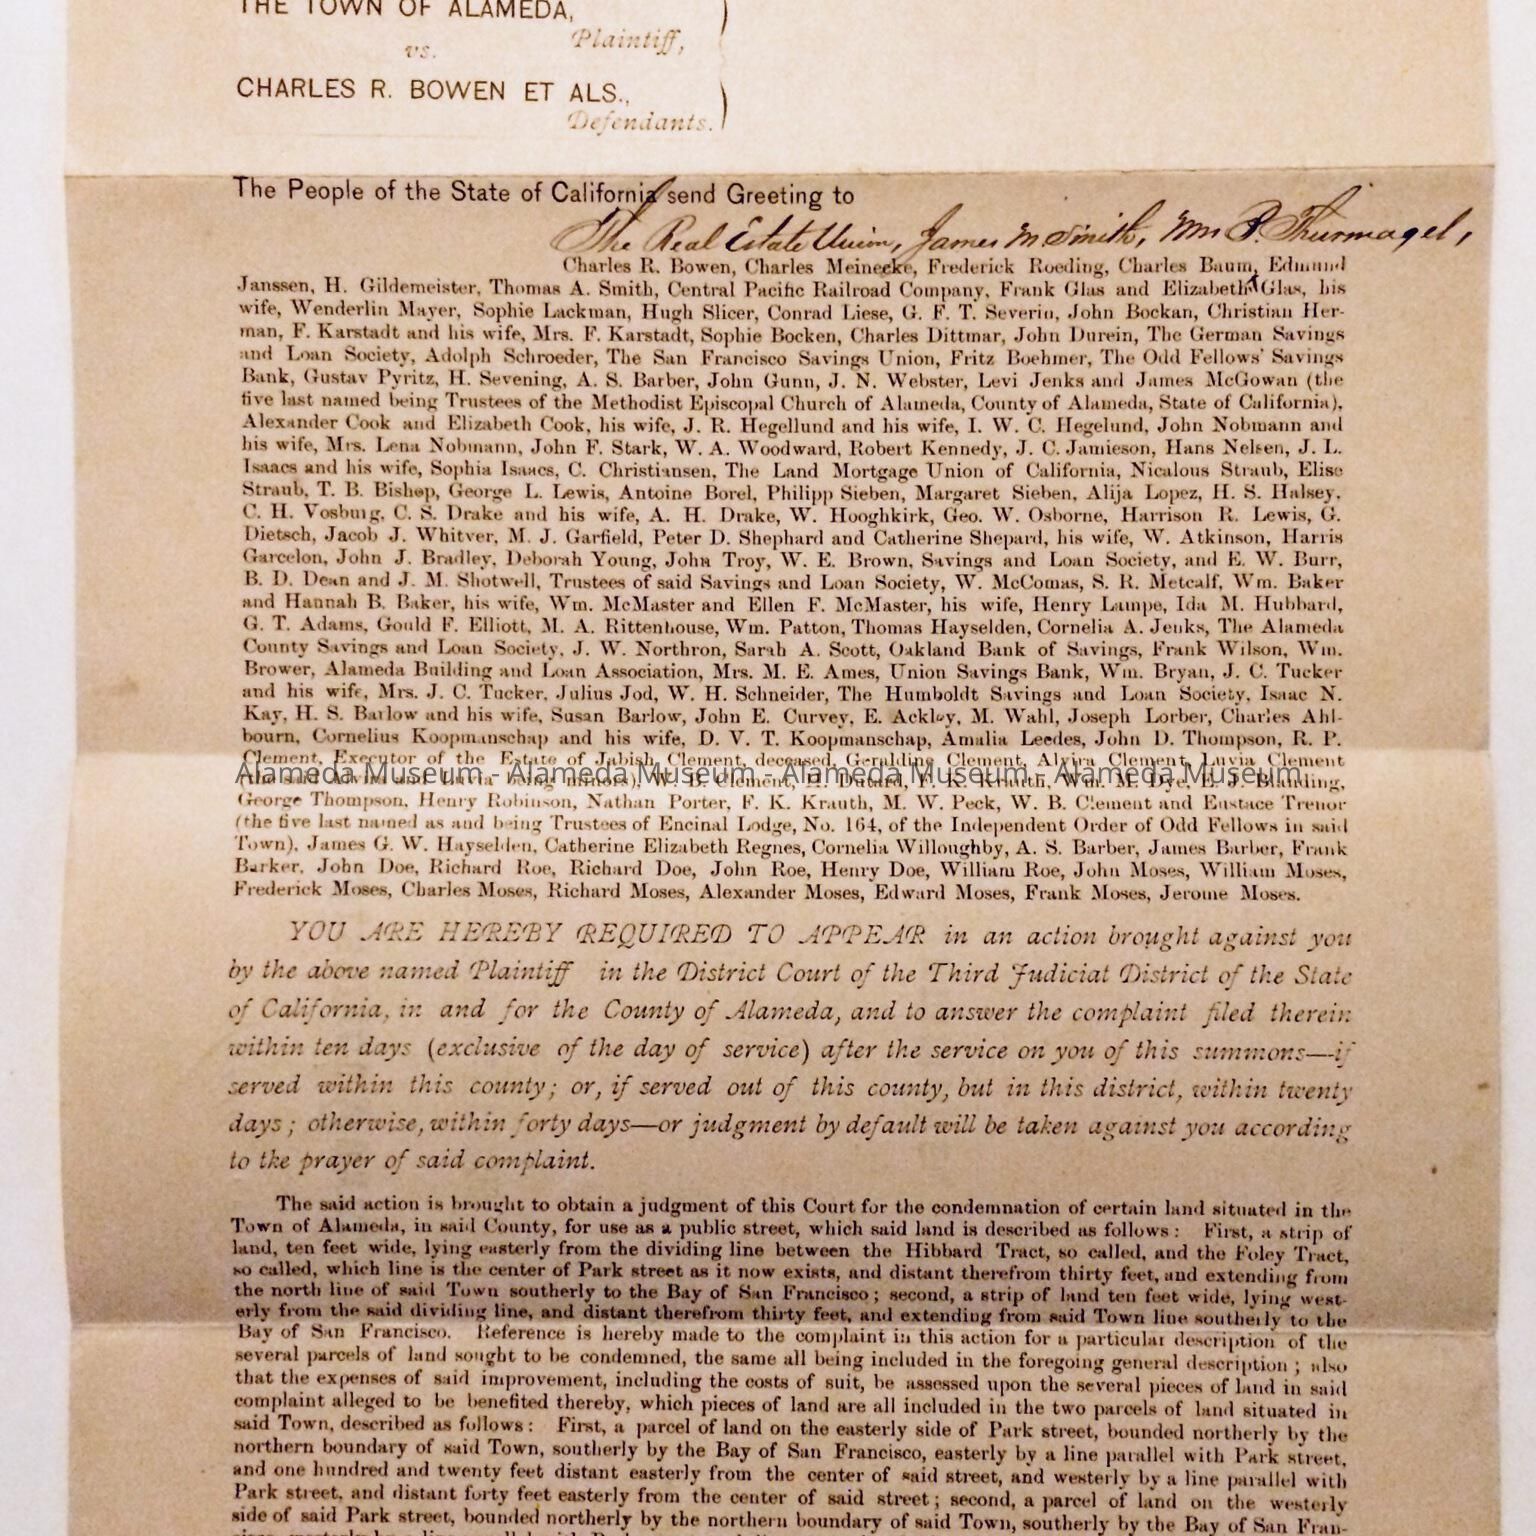 THE TOWN OF ALAMEDA,
Plaintiff,
vs.
CHARLES R. BOWEN ET ALS.,
Defendants.
The People of the State of California send Greeting to
The Real Estate Union, James M Smith, Wm P. Thurnagel,
Charles R. Bowen, Charles Meinecke, Frederick Roeding, Charles Baum, Edmund
Janssen, H. Gildemeister, Thomas A. Smith, Central Pacific Railroad Company, Frank Glas and Elizabeth Glas, his
wife, Wenderlin Mayer, Sophie Lackman, Hugh Slicer, Conrad Liese, G. F. T. Severin, John Bockan, Christian Her-
man, F. Karstadt and his wife, Mrs. F. Karstadt, Sophie Bocken, Charles Dittmar, John Durein, The German Savings
and Loan Society, Adolph Schroeder, The San Francisco Savings Union, Fritz Boehmer, The Odd Fellows' Savings
Bank, Gustav Pyritz, H. Sevening, A. S. Barber, John Gunn, J. N. Webster, Levi Jenks and James McGowan (the
five last named being Trustees of the Methodist Episcopal Church of Alameda, County of Alameda, State of California),
Alexander Cook and Elizabeth Cook, his wife, J. R. Hegellund and his wife, I. W. C. Hegelund, John Nobmann and
his wife, Mrs. Lena Nobmann, John F. Stark, W. A. Woodward, Robert Kennedy, J. C. Jamieson, Hans Nelsen, J. L.
Isaacs and his wife, Sophia Isaacs, C. Christiansen, The Land Mortgage Union of California, Nicalous Straub, Elise
Straub, T. B. Bishop, George L. Lewis, Antoine Borel, Philipp Sieben, Margaret Sieben, Alija Lopez, H. S. Halsey,
C. H. Vosburg, C. S. Drake and his wife, A. H. Drake, W. Hooghkirk, Geo. W. Osborne, Harrison R. Lewis, G.
Dietsch, Jacob J. Whitver, M. J. Garfield, Peter D. Shephard and Catherine Shepard, his wife, W. Atkinson, Harris
Garcelon, John J. Bradley, Deborah Young, John Troy, W. E. Brown, Savings and Loan Society, and E. W. Burr,
B. D. Dean and J. M. Shotwell, Trustees of said Savings and Loan Society, W. McComas, S. R. Metcalf, Wm. Baker
and Hannah B. Baker, his wife, Wm. McMaster and Ellen F. McMaster, his wife, Henry Lampe, Ida M. Hubbard,
G. T. Adams, Gould F. Elliott, M. A. Rittenhouse, Wm. Patton, Thomas Hayselden, Cornelia A. Jenks, The Alameda
County Savings and Loan Society, J. W. Northron, Sarah A. Scott, Oakland Bank of Savings, Frank Wilson, Wm.
Brower, Alameda Building and Loan Association, Mrs. M. E. Ames, Union Savings Bank, Wm. Bryan, J. C. Tucker
and his wife, Mrs. J. C. Tucker, Julius Jod, W. H. Schneider, The Humboldt Savings and Loan Society, Isaac N.
Kay, H. S. Barlow and his wife, Susan Barlow, John E. Curvey, E. Ackley, M. Wahl, Joseph Lorber, Charles Ahl-
bourn, Cornelius Koopmanschap and his wife, D. V. T. Koopmanschap, Amalia Leedes, John D. Thompson, R. P.
Clement, Executor of the Estate of Jabish Clement, deceased, Geraldine Clement, Alvira Clement, Luvia Clement
Alameda Museum - Alameda Museum - Alameda Museum - Alameda Museum
being minors), W. B. Clement, H. Dutard, F. K. Krauth, Wm. M. Dye, E. J. Blanding,
George Thompson, Henry Robinson, Nathan Porter, F. K. Krauth, M. W. Peck, W. B. Clement and Eustace Trenor
(the five last named as and being Trustees of Encinal Lodge, No. 164, of the Independent Order of Odd Fellows in said
Town), James G. W. Hayselden, Catherine Elizabeth Regnes, Cornelia Willoughby, A. S. Barber, James Barber, Frank
Barker, John Doe, Richard Roe, Richard Doe, John Roe, Henry Doe, William Roe, John Moses, William Moses,
Frederick Moses, Charles Moses, Richard Moses, Alexander Moses, Edward Moses, Frank Moses, Jerome Moses.
YOU ARE HEREBY REQUIRED TO APPEAR in an action brought against you
by the above named Plaintiff in the District Court of the Third Judicial District of the State
of California, in and for the County of Alameda, and to answer the complaint filed therein
within ten days (exclusive of the day of service) after the service on you of this summons—if
served within this county; or, if served out of this county, but in this district, within twenty
days; otherwise, within forty days—or judgment by default will be taken against you according
to the prayer of said complaint.
The said action is brought to obtain a judgment of this Court for the condemnation of certain land situated in the
Town of Alameda, in said County, for use as a public street, which said land is described as follows: First, a strip of
land, ten feet wide, lying easterly from the dividing line between the Hibbard Tract, so called, and the Foley Tract,
so called, which line is the center of Park street as it now exists, and distant therefrom thirty feet, and extending from
the north line of said Town southerly to the Bay of San Francisco; second, a strip of land ten feet wide, lying west-
erly from the said dividing line, and distant therefrom thirty feet, and extending from said Town line southerly to the
Bay of San Francisco. Reference is hereby made to the complaint in this action for a particular description of the
several parcels of land sought to be condemned, the same all being included in the foregoing general description; also
that the expenses of said improvement, including the costs of suit, be assessed upon the several pieces of land in said
complaint alleged to be benefited thereby, which pieces of land are all included in the two parcels of land situated in
said Town, described as follows: First, a parcel of land on the easterly side of Park street, bounded northerly by the
northern boundary of said Town, southerly by the Bay of San Francisco, easterly by a line parallel with Park street,
and one hundred and twenty feet distant easterly from the center of said street, and westerly by a line parallel with
Park street, and distant forty feet easterly from the center of said street; second, a parcel of land on the westerly
side of said Park street, bounded northerly by the northern boundary of said Town, southerly by the Bay of San Fran-